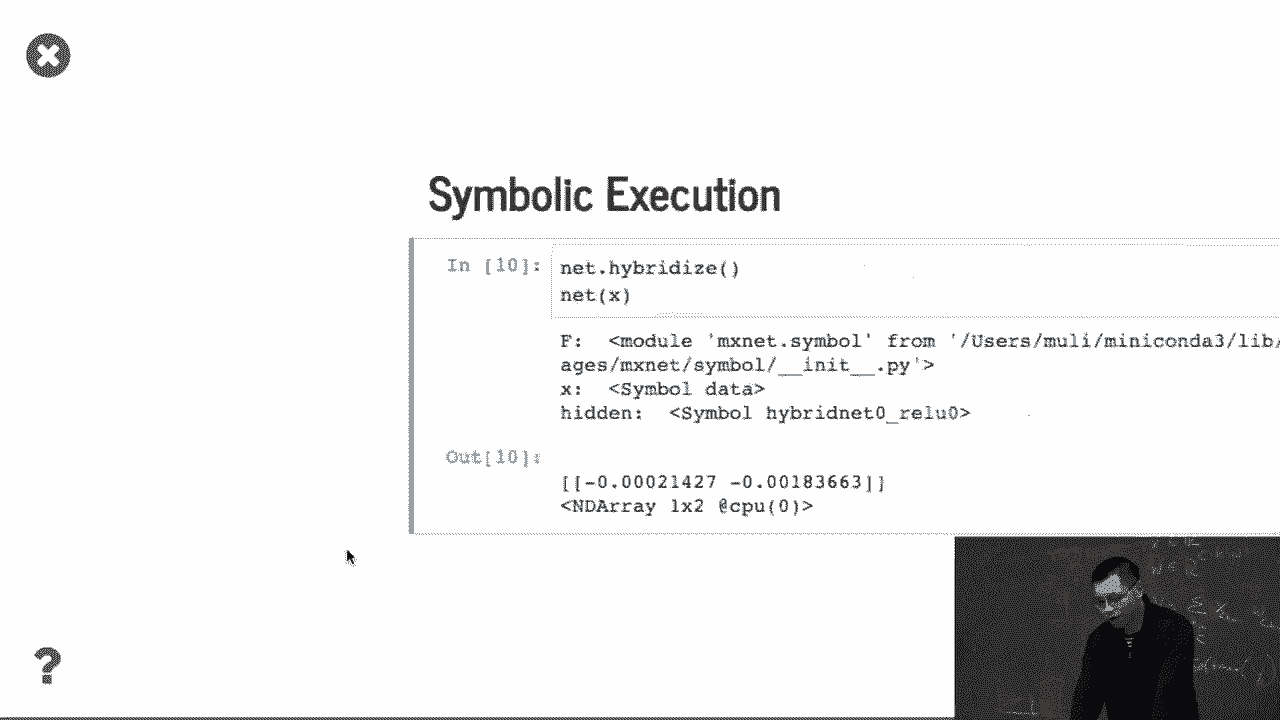 Symbolic Execution
In [10]:
net.hybridize()
net(x)
F:  <module 'mxnet.symbol' from '/Users/muli/miniconda3/lib/
ages/mxnet/symbol/__init__.py'>
x:  <Symbol data>
hidden:  <Symbol hybridnet0_relu0>
Out[10]:
[[-0.00021427 -0.00183663]]
<NDArray 1x2 @cpu(0)>
?